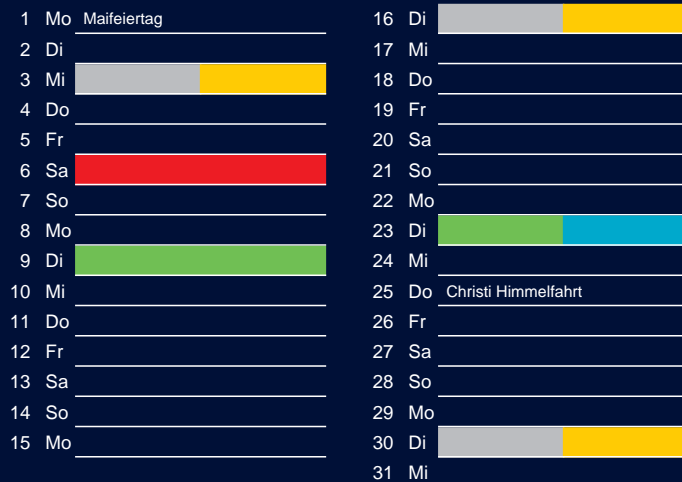 1 Mo Maifeiertag
2 Di
3 Mi
4 Do
5 Fr
6 Sa
7 So
8 Mo
9 Di
10 Mi
11 Do
12 Fr
13 Sa
14 So
15 Mo
16 Di
17 Mi
18 Do
19 Fr
20 Sa
21 So
22 Mo
23 Di
24 Mi
25 Do Christi Himmelfahrt
26 Fr
27 Sa
28 So
29 Mo
30 Di
31 Mi